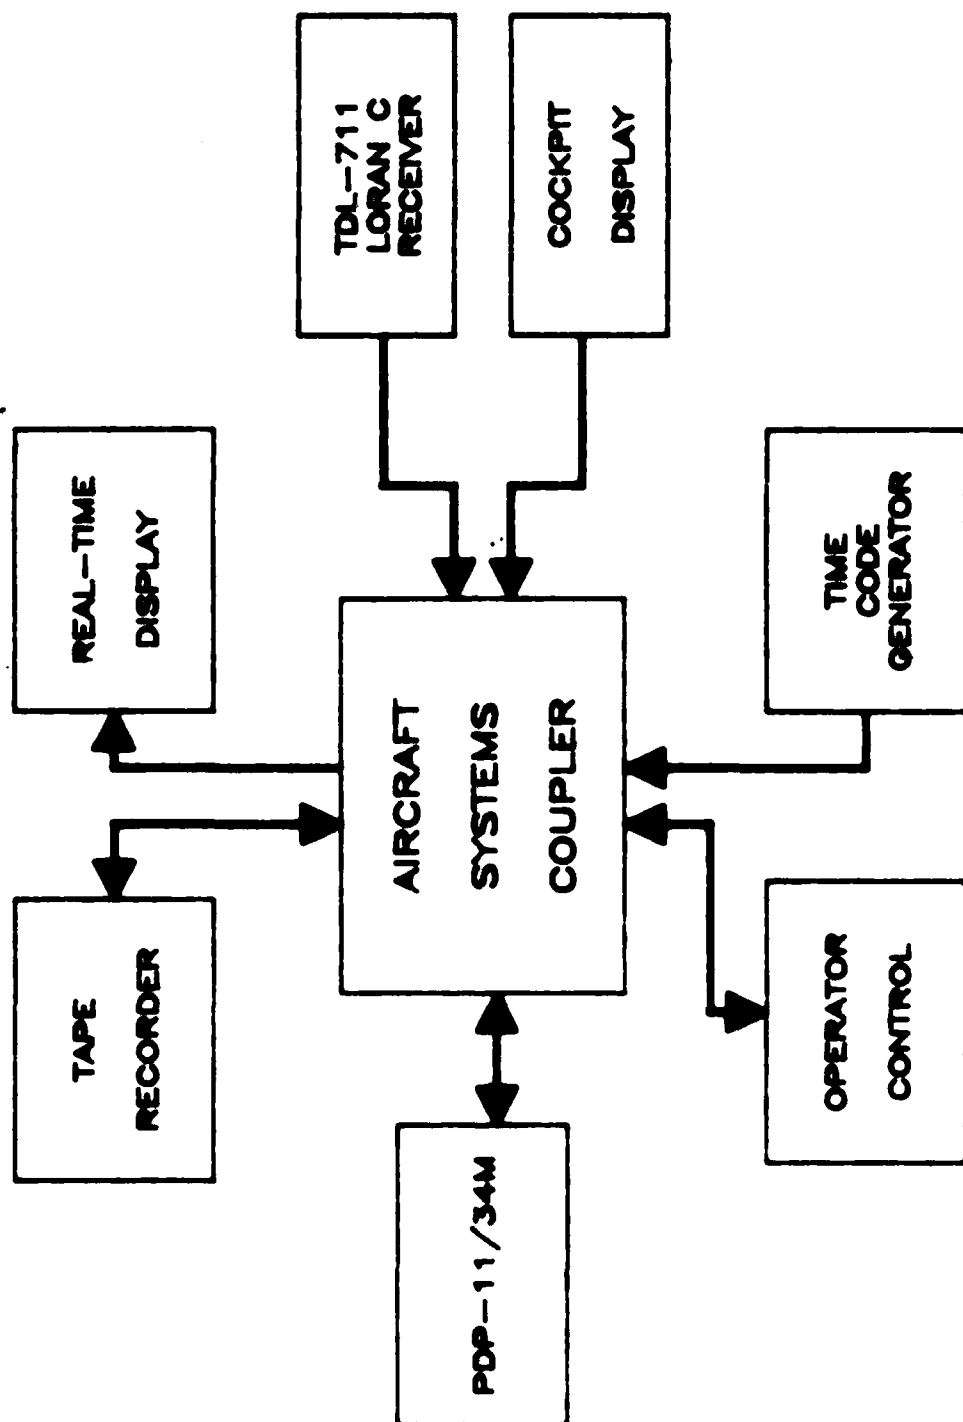 TDL-711
LORAN C
RECEIVER
COCKPIT
DISPLAY
REAL-TIME
DISPLAY
AIRCRAFT
SYSTEMS
COUPLER
TIME
CODE
GENERATOR
TAPE
RECORDER
OPERATOR
CONTROL
PDP-11/34M